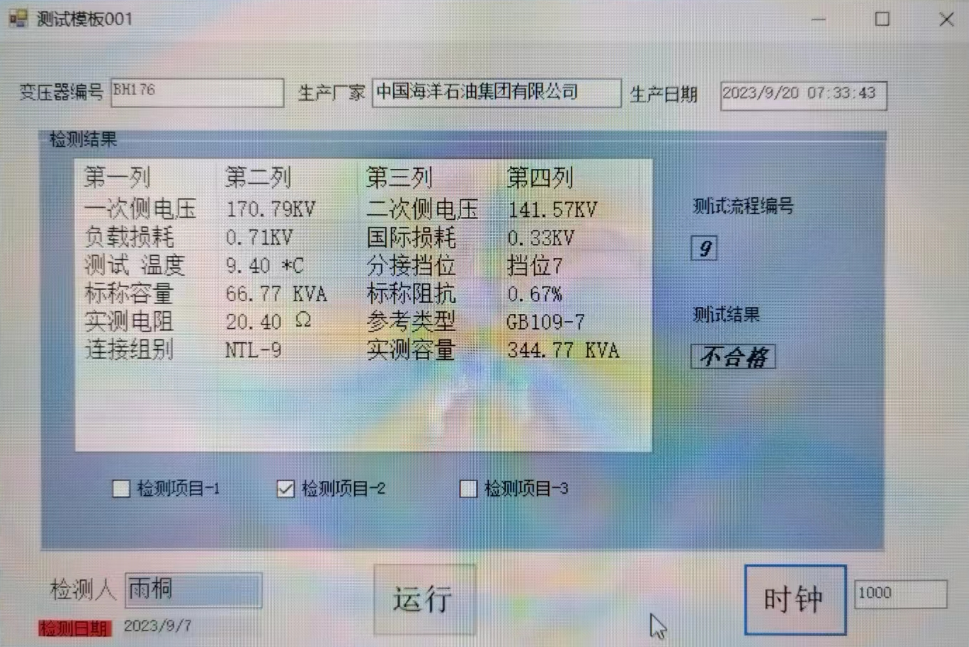 测试模板001
变压器编号 BH176 生产厂家 中国海洋石油集团有限公司 生产日期 2023/9/20 07:33:43
检测结果
第一列 第二列 第三列 第四列
一次侧电压 170.79KV 二次侧电压 141.57KV
负载损耗 0.71KV 国际损耗 0.33KV
测试 温度 9.40 *C 分接挡位 挡位7
标称容量 66.77 KVA 标称阻抗 0.67%
实测电阻 20.40 Ω 参考类型 GB109-7
连接组别 NTL-9 实测容量 344.77 KVA
测试流程编号
9
测试结果
不合格
检测项目-1 检测项目-2 检测项目-3
检测人 雨桐 运行 时钟 1000
检测日期 2023/9/7